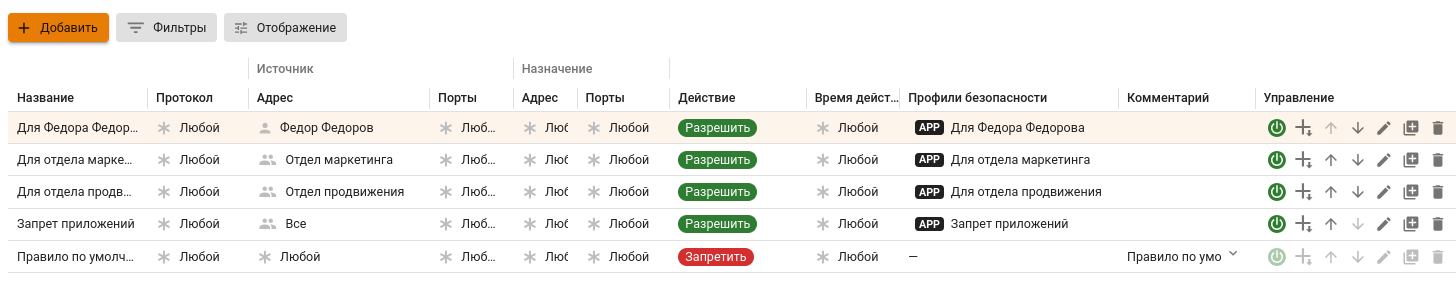 Добавить Фильтры Отображение
Источник Назначение
Название Протокол Адрес Порты Адрес Порты Действие Время дейст... Профили безопасности Комментарий Управление
Для Федора Федор... Любой Федор Федоров Люб... Люб Любой Разрешить Любой APP Для Федора Федорова
Для отдела марке... Любой Отдел маркетинга Люб... Люб Любой Разрешить Любой APP Для отдела маркетинга
Для отдела продв... Любой Отдел продвижения Люб... Люб Любой Разрешить Любой APP Для отдела продвижения
Запрет приложений Любой Все Люб... Люб Любой Разрешить Любой APP Запрет приложений
Правило по умолч... Любой Любой Люб... Люб Любой Запретить Любой — Правило по умо